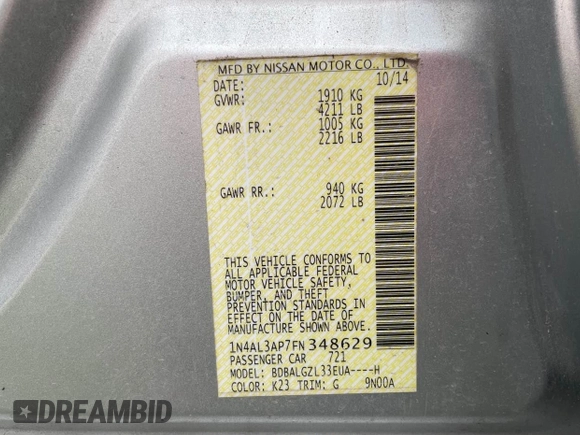 MFD BY NISSAN MOTOR CO., LTD.
DATE: 10/14
GVWR: 1910 KG
4211 LB
GAWR FR.: 1005 KG
2216 LB
GAWR RR.: 940 KG
2072 LB
THIS VEHICLE CONFORMS TO
ALL APPLICABLE FEDERAL
MOTOR VEHICLE SAFETY,
BUMPER, AND THEFT
PREVENTION STANDARDS IN
EFFECT ON THE DATE OF
MANUFACTURE SHOWN ABOVE.
1N4AL3AP7FN348629
PASSENGER CAR 721
MODEL: BDBALGZL33EUA----H
COLOR: K23 TRIM: G 9N00A
DREAMBID